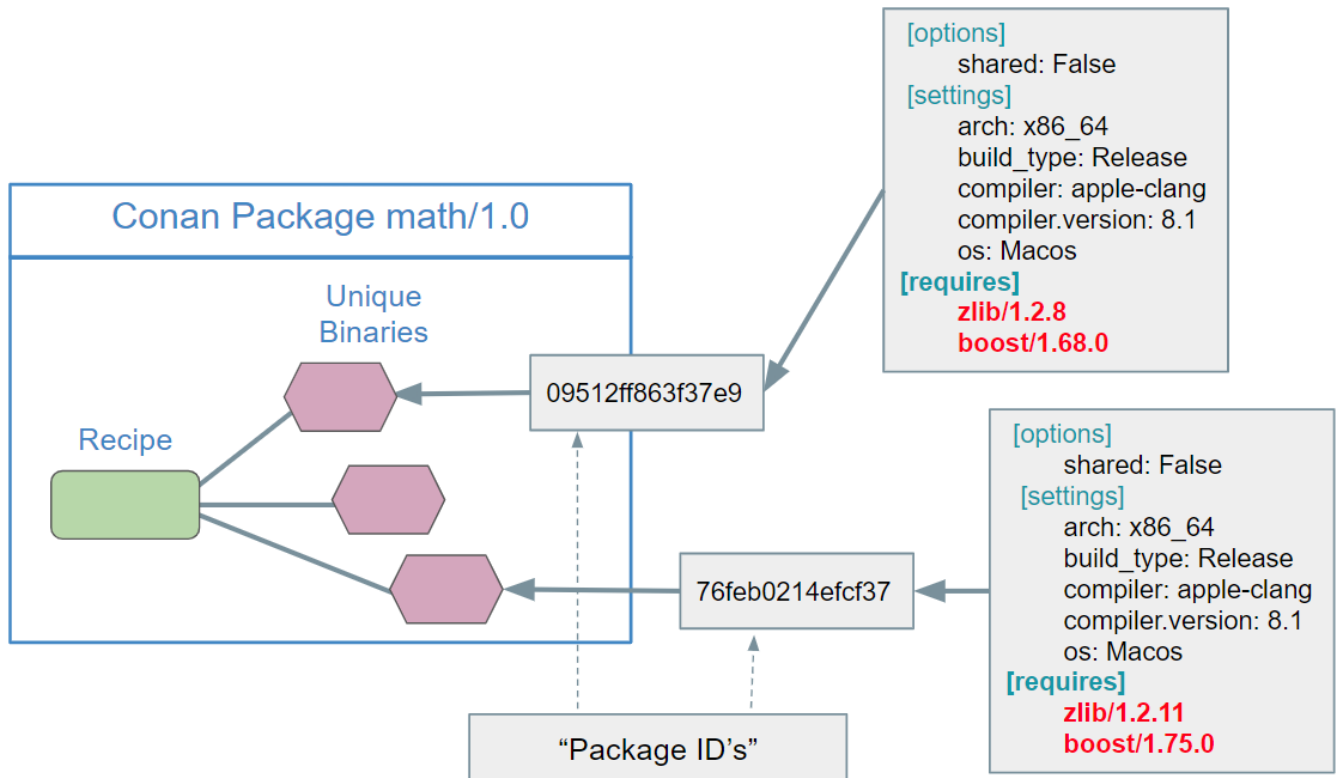 Conan Package math/1.0
Unique
Binaries
Recipe
09512ff863f37e9
76feb0214efcf37
“Package ID’s”
[options]
shared: False
[settings]
arch: x86_64
build_type: Release
compiler: apple-clang
compiler.version: 8.1
os: Macos
[requires]
zlib/1.2.8
boost/1.68.0
[options]
shared: False
[settings]
arch: x86_64
build_type: Release
compiler: apple-clang
compiler.version: 8.1
os: Macos
[requires]
zlib/1.2.11
boost/1.75.0